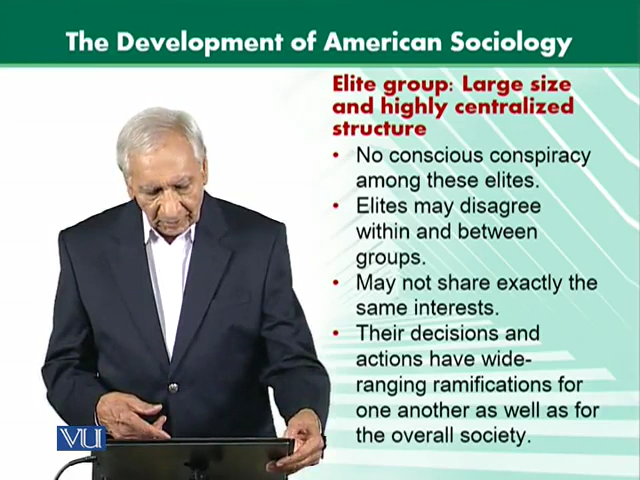 The Development of American Sociology
Elite group: Large size
and highly centralized
structure
• No conscious conspiracy
among these elites.
• Elites may disagree
within and between
groups.
• May not share exactly the
same interests.
• Their decisions and
actions have wide-
ranging ramifications for
one another as well as for
the overall society.
VU